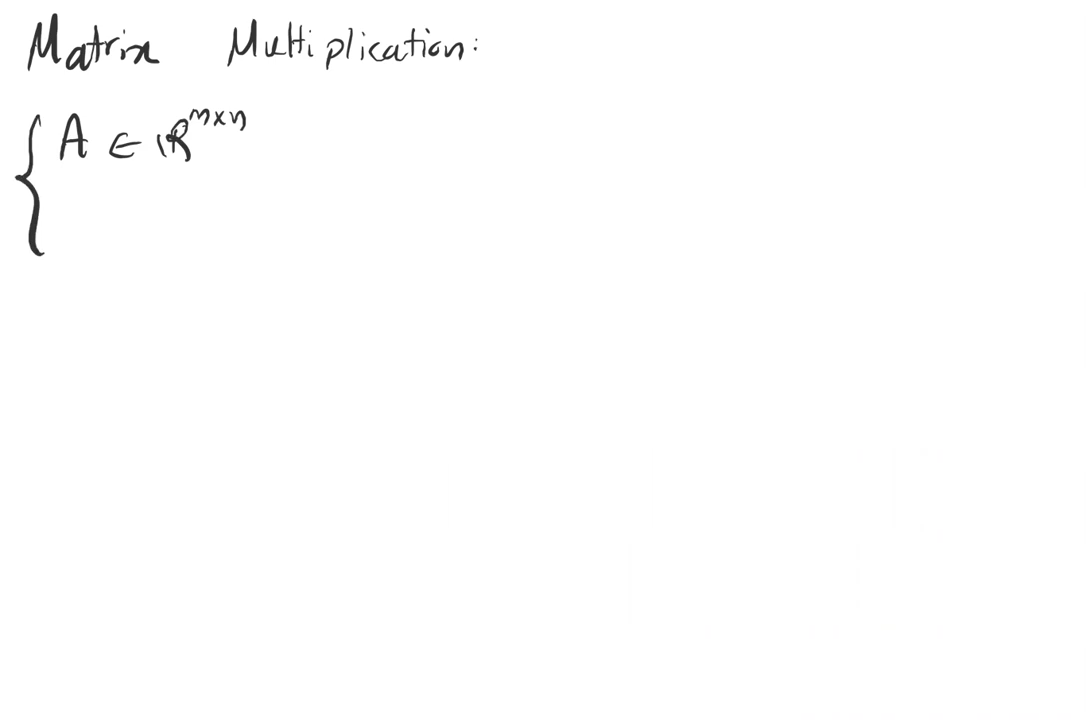 Matrix Multiplication:
{ A ∈ ℝ^{m×n}